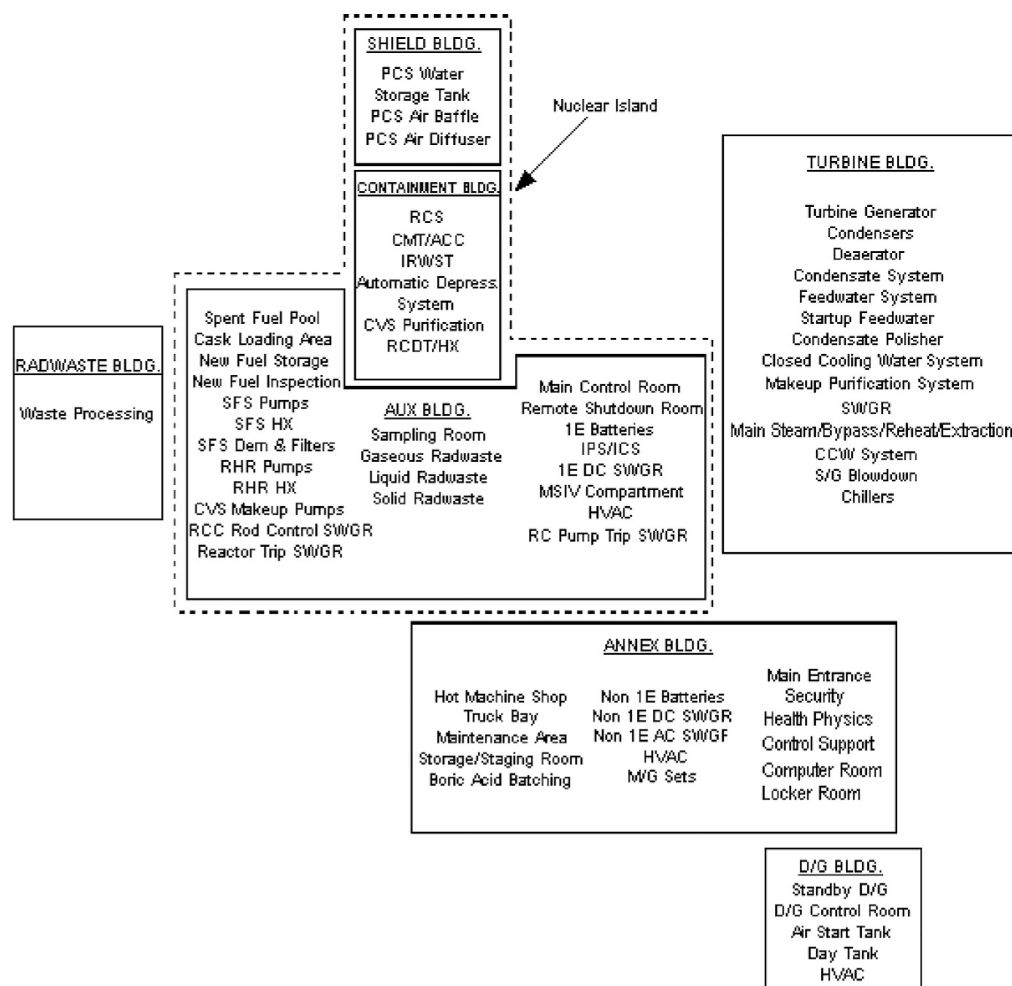 SHIELD BLDG.
PCS Water
Storage Tank
PCS Air Baffle
PCS Air Diffuser
Nuclear Island
CONTAINMENT BLDG.
RCS
CMT/ACC
IRWST
Automatic Depress.
System
CVS Purification
RCDT/HX
TURBINE BLDG.
Turbine Generator
Condensers
Deaerator
Condensate System
Feedwater System
Startup Feedwater
Condensate Polisher
Closed Cooling Water System
Makeup Purification System
SWGR
Main Steam/Bypass/Reheat/Extraction
CCW System
S/G Blowdown
Chillers
RADWASTE BLDG.
Waste Processing
Spent Fuel Pool
Cask Loading Area
New Fuel Storage
New Fuel Inspection
SFS Pumps
SFS HX
SFS Dem & Filters
RHR Pumps
RHR HX
CVS Makeup Pumps
RCC Rod Control SWGR
Reactor Trip SWGR
AUX BLDG.
Sampling Room
Gaseous Radwaste
Liquid Radwaste
Solid Radwaste
Main Control Room
Remote Shutdown Room
1E Batteries
IPS/ICS
1E DC SWGR
MSIV Compartment
HVAC
RC Pump Trip SWGR
ANNEX BLDG.
Hot Machine Shop
Truck Bay
Maintenance Area
Storage/Staging Room
Boric Acid Batching
Non 1E Batteries
Non 1E DC SWGR
Non 1E AC SWGF
HVAC
M/G Sets
Main Entrance
Security
Health Physics
Control Support
Computer Room
Locker Room
D/G BLDG.
Standby D/G
D/G Control Room
Air Start Tank
Day Tank
HVAC